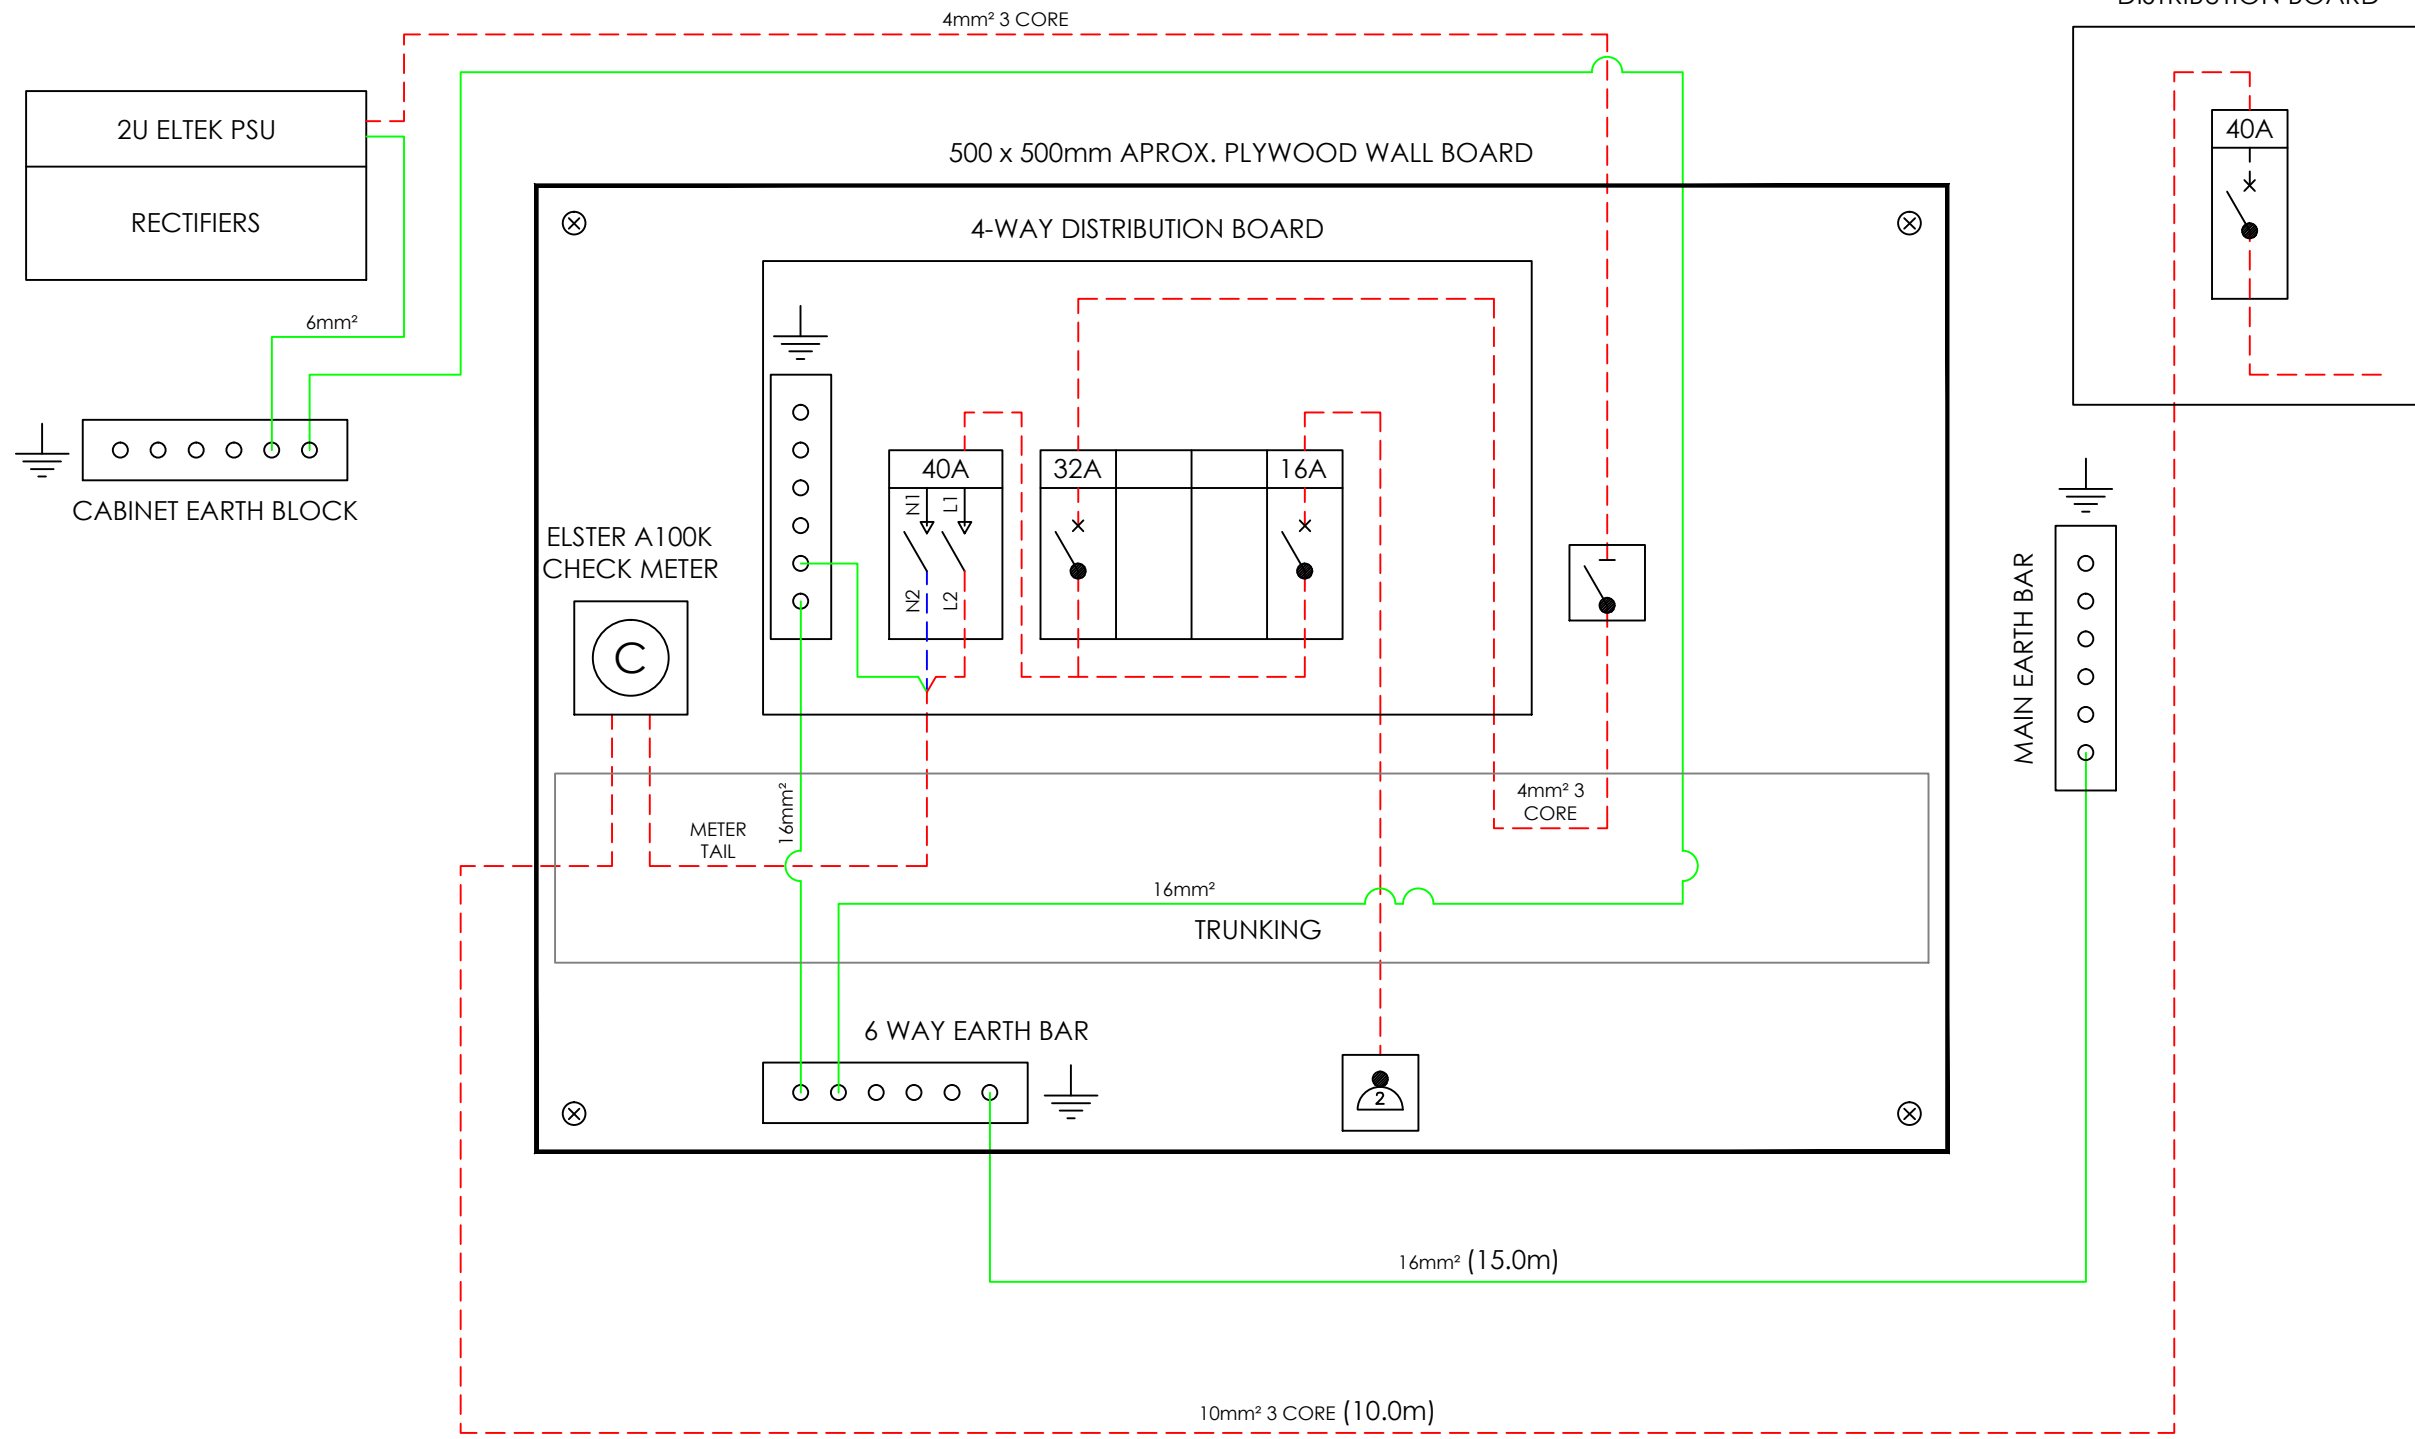 4mm² 3 CORE
DISTRIBUTION BOARD
2U ELTEK PSU
RECTIFIERS
40A
500 x 500mm APROX. PLYWOOD WALL BOARD
4-WAY DISTRIBUTION BOARD
6mm²
CABINET EARTH BLOCK
40A
32A
16A
N1
L1
N2
L2
ELSTER A100K
CHECK METER
C
MAIN EARTH BAR
16mm²
METER
TAIL
4mm² 3
CORE
16mm²
TRUNKING
6 WAY EARTH BAR
2
16mm² (15.0m)
10mm² 3 CORE (10.0m)